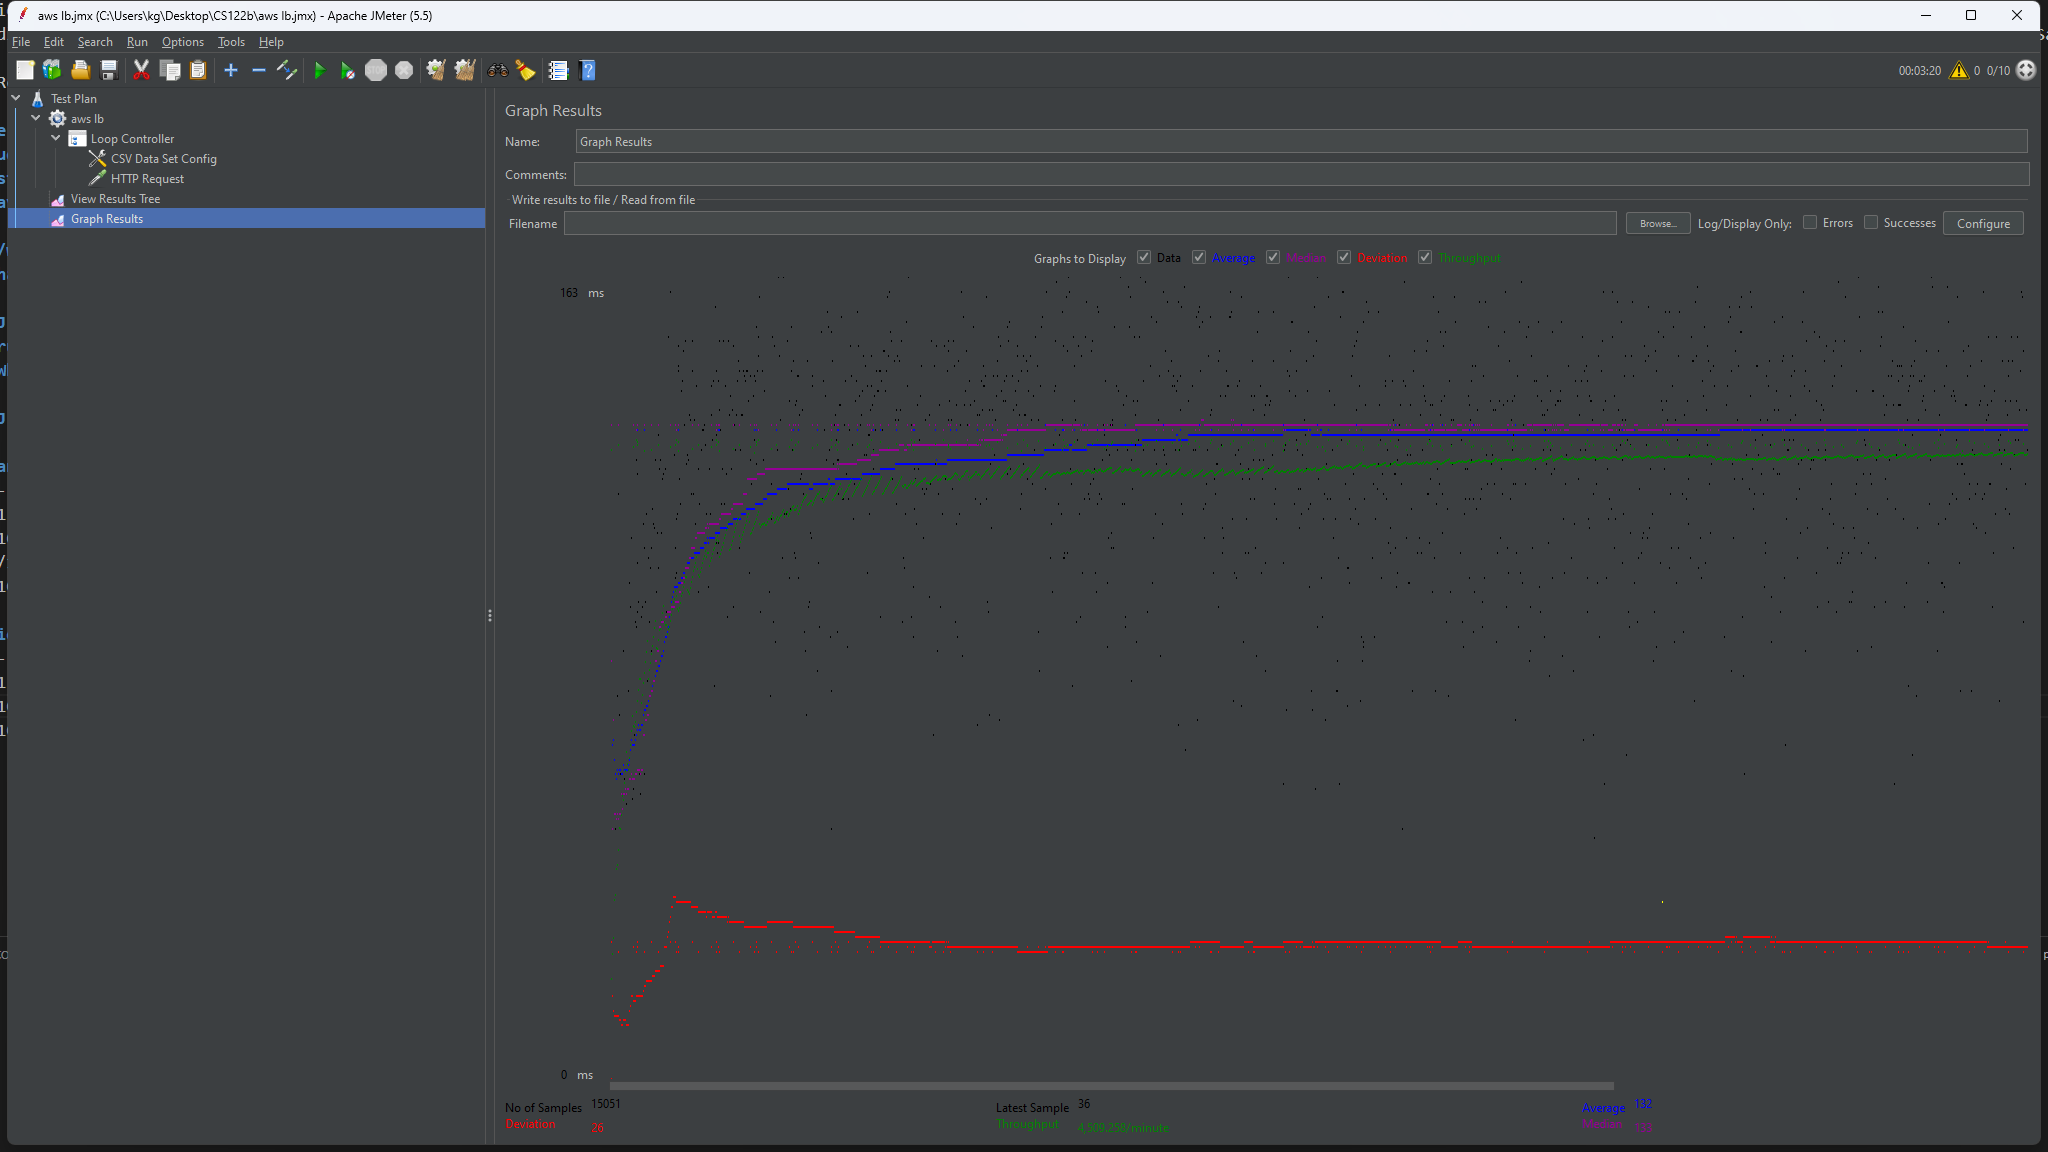 aws lb.jmx (C:\Users\kg\Desktop\CS122b\aws lb.jmx) - Apache JMeter (5.5)
File Edit Search Run Options Tools Help
00:03:20 0 0/10
Test Plan
aws lb
Loop Controller
CSV Data Set Config
HTTP Request
View Results Tree
Graph Results
Graph Results
Name: Graph Results
Comments:
Write results to file / Read from file
Filename Browse... Log/Display Only: Errors Successes Configure
Graphs to Display Data Average Median Deviation Throughput
163 ms
0 ms
No of Samples 15051 Latest Sample 36 Average 132
Deviation 26 Throughput 4,509.258/minute Median